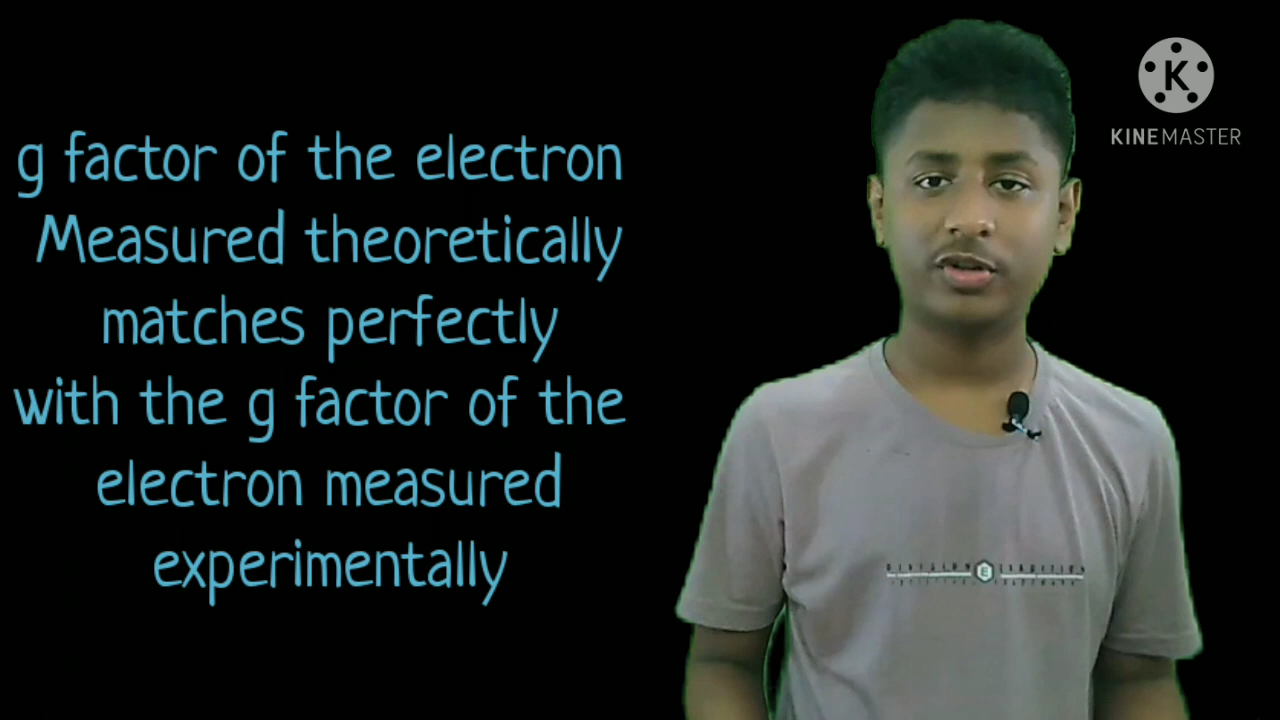 g factor of the electron
Measured theoretically
matches perfectly
with the g factor of the
electron measured
experimentally
KINEMASTER
K
E